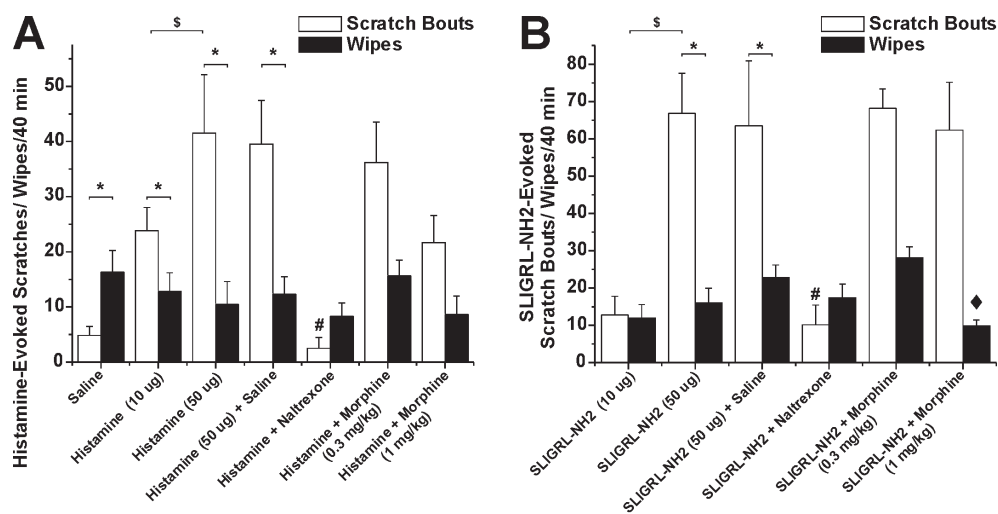 A
$
Scratch Bouts
Wipes
*
*
*
*
#
Histamine-Evoked Scratches/ Wipes/40 min
50
40
30
20
10
0
Saline
Histamine (10 ug)
Histamine (50 ug)
Histamine (50 ug) + Saline
Histamine + Naltrexone
Histamine + Morphine
(0.3 mg/kg)
Histamine + Morphine
(1 mg/kg)
B
$
Scratch Bouts
Wipes
*
*
#
♦
SLIGRL-NH2-Evoked
Scratch Bouts/ Wipes/40 min
80
70
60
50
40
30
20
10
0
SLIGRL-NH2 (10 ug)
SLIGRL-NH2 (50 ug)
SLIGRL-NH2 (50 ug) + Saline
SLIGRL-NH2 + Naltrexone
SLIGRL-NH2 + Morphine
(0.3 mg/kg)
SLIGRL-NH2 + Morphine
(1 mg/kg)